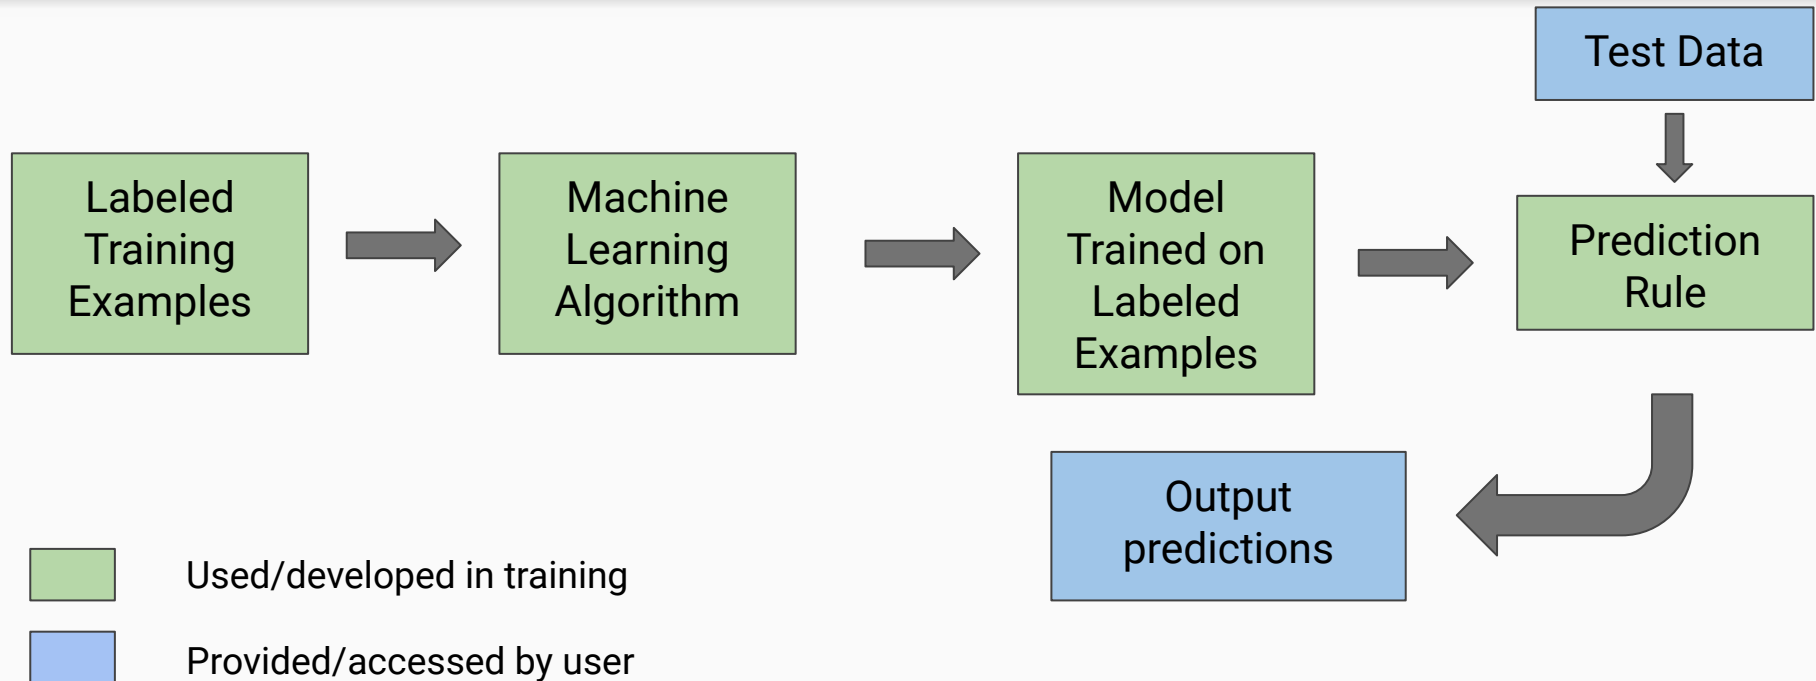 Test Data
Labeled
Training
Examples
Machine
Learning
Algorithm
Model
Trained on
Labeled
Examples
Prediction
Rule
Output
predictions
Used/developed in training
Provided/accessed by user